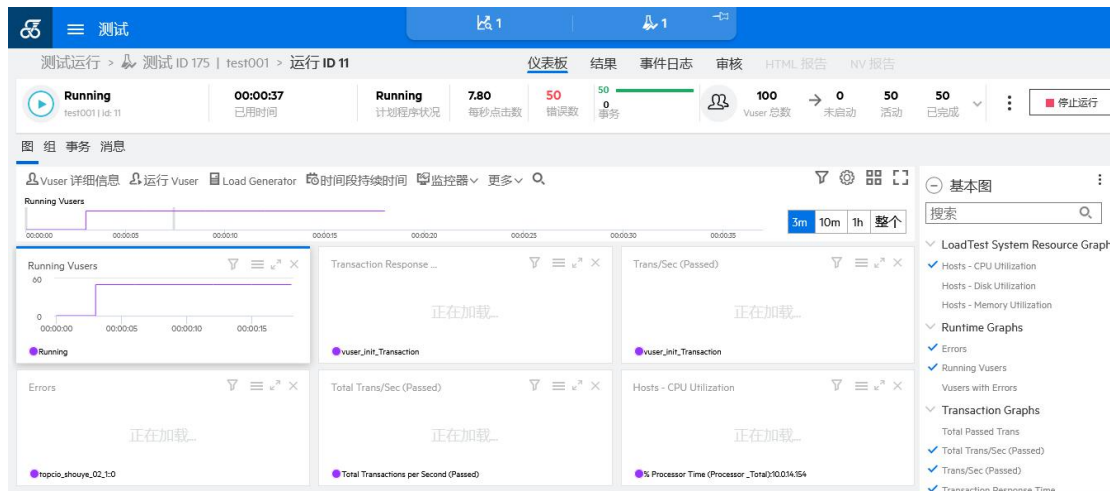 测试
1
1
测试运行 > 测试 ID 175 | test001 > 运行 ID 11
仪表板 结果 事件日志 审核 HTML 报告 NV 报告
Running 00:00:37 Running 7.80 50 50 100 0 50 50
test001 | id: 11 已用时间 计划程序状况 每秒点击数 错误数 0 事务 Vuser 总数 未启动 活动 已完成 停止运行
图 组 事务 消息
Vuser 详细信息 运行 Vuser Load Generator 时间段持续时间 监控器 更多
Running Vusers
3m 10m 1h 整个
00:00:00 00:00:05 00:00:10 00:00:15 00:00:20 00:00:25 00:00:30 00:00:35
Running Vusers
60
0
00:00:00 00:00:05 00:00:10 00:00:15
Running
Transaction Response ...
正在加载...
vuser_init_Transaction
Trans/Sec (Passed)
正在加载...
vuser_init_Transaction
Errors
正在加载...
topcio_shouye_02_1:0
Total Trans/Sec (Passed)
正在加载...
Total Transactions per Second (Passed)
Hosts - CPU Utilization
正在加载...
% Processor Time (Processor _Total):10.0.14.154
基本图
搜索
LoadTest System Resource Graph
Hosts - CPU Utilization
Hosts - Disk Utilization
Hosts - Memory Utilization
Runtime Graphs
Errors
Running Vusers
Vusers with Errors
Transaction Graphs
Total Passed Trans
Total Trans/Sec (Passed)
Trans/Sec (Passed)
Transaction Response Time